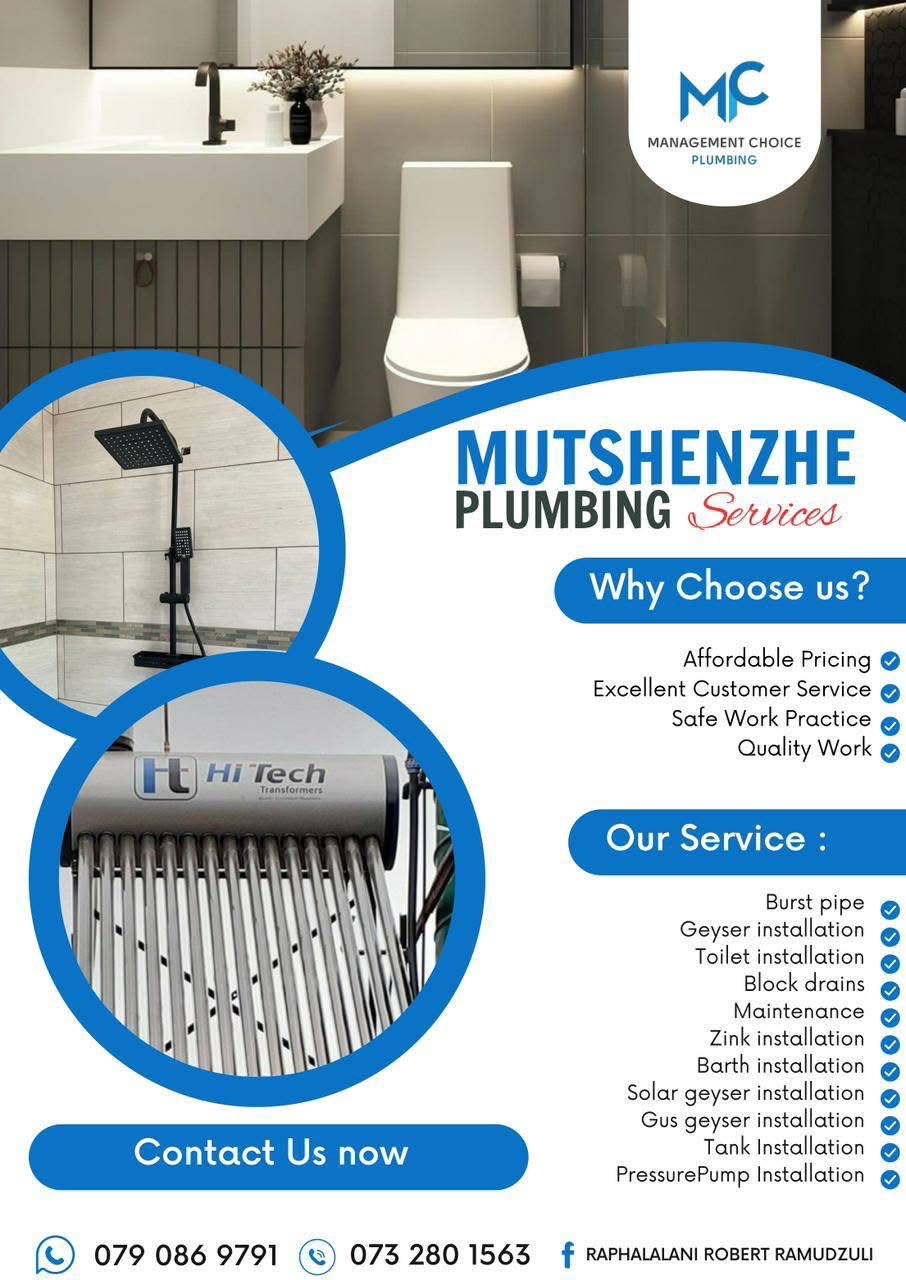 MC
MANAGEMENT CHOICE
PLUMBING
MUTSHENZHE
PLUMBING Services
Why Choose us?
Affordable Pricing
Excellent Customer Service
Safe Work Practice
Quality Work
Ht Hi Tech
Transformers
Our Service :
Burst pipe
Geyser installation
Toilet installation
Block drains
Maintenance
Zink installation
Barth installation
Solar geyser installation
Gus geyser installation
Tank Installation
PressurePump Installation
Contact Us now
079 086 9791
073 280 1563
RAPHALALANI ROBERT RAMUDZULI